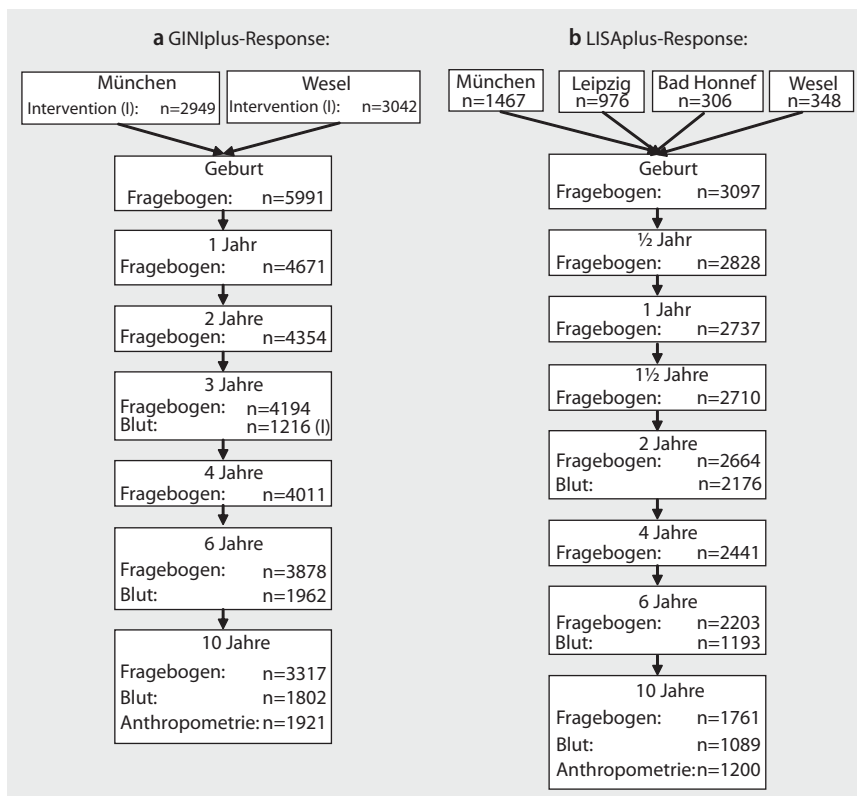 a GINIplus-Response:
München
Intervention (I): n=2949
Wesel
Intervention (I): n=3042
Geburt
Fragebogen: n=5991
1 Jahr
Fragebogen: n=4671
2 Jahre
Fragebogen: n=4354
3 Jahre
Fragebogen: n=4194
Blut: n=1216 (I)
4 Jahre
Fragebogen: n=4011
6 Jahre
Fragebogen: n=3878
Blut: n=1962
10 Jahre
Fragebogen: n=3317
Blut: n=1802
Anthropometrie: n=1921
b LISAplus-Response:
München
n=1467
Leipzig
n=976
Bad Honnef
n=306
Wesel
n=348
Geburt
Fragebogen: n=3097
½ Jahr
Fragebogen: n=2828
1 Jahr
Fragebogen: n=2737
1½ Jahre
Fragebogen: n=2710
2 Jahre
Fragebogen: n=2664
Blut: n=2176
4 Jahre
Fragebogen: n=2441
6 Jahre
Fragebogen: n=2203
Blut: n=1193
10 Jahre
Fragebogen: n=1761
Blut: n=1089
Anthropometrie:n=1200